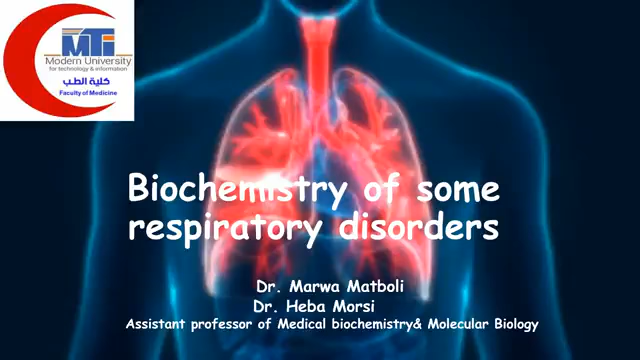 MTi
Modern University
for technology & information
كلية الطب
Faculty of Medicine
Biochemistry of some
respiratory disorders
Dr. Marwa Matboli
Dr. Heba Morsi
Assistant professor of Medical biochemistry& Molecular Biology